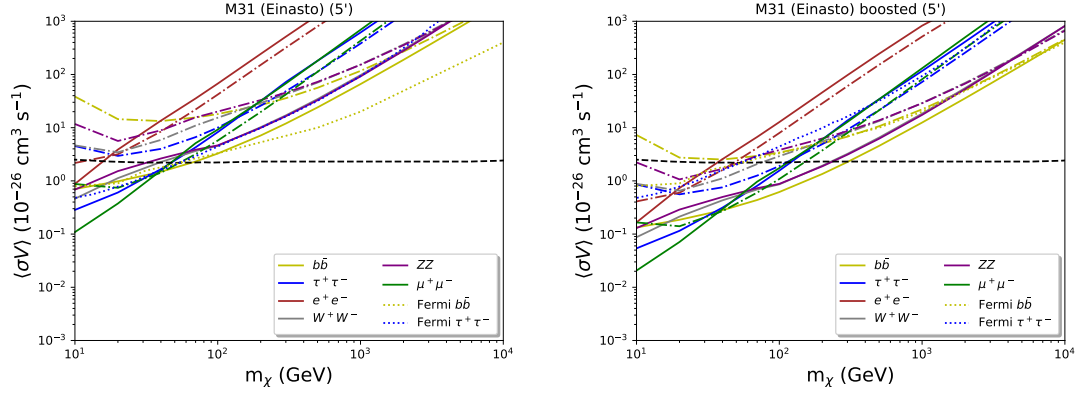 M31 (Einasto) (5')
⟨σV⟩ (10⁻²⁶ cm³ s⁻¹)
10³
10²
10¹
10⁰
10⁻¹
10⁻²
10⁻³
bb̄
τ⁺τ⁻
e⁺e⁻
W⁺W⁻
ZZ
μ⁺μ⁻
Fermi bb̄
Fermi τ⁺τ⁻
10¹ 10² 10³ 10⁴
mᵪ (GeV)
M31 (Einasto) boosted (5')
⟨σV⟩ (10⁻²⁶ cm³ s⁻¹)
10³
10²
10¹
10⁰
10⁻¹
10⁻²
10⁻³
bb̄
τ⁺τ⁻
e⁺e⁻
W⁺W⁻
ZZ
μ⁺μ⁻
Fermi bb̄
Fermi τ⁺τ⁻
10¹ 10² 10³ 10⁴
mᵪ (GeV)